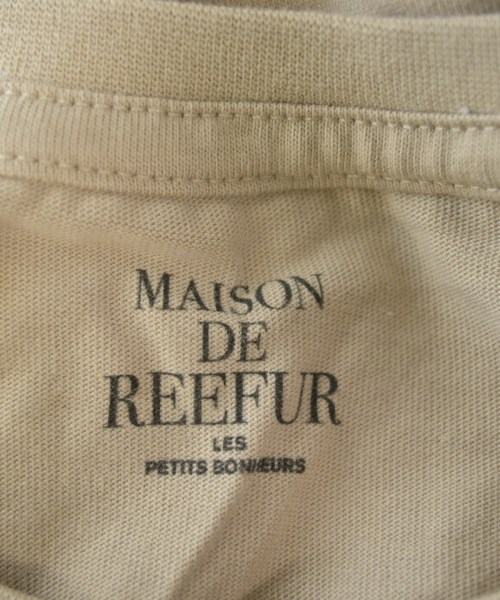 MAISON
DE
REEFUR
LES
PETITS BONHEURS